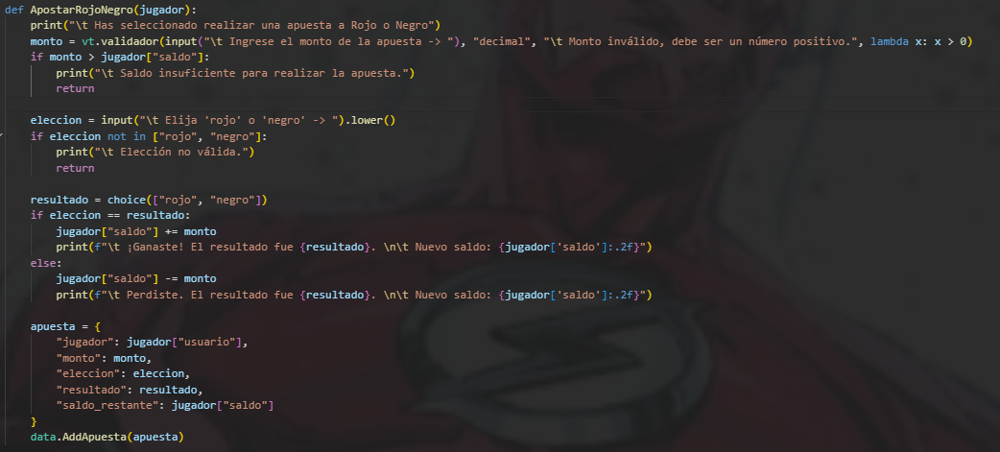 def ApostarRojoNegro(jugador):
    print("\t Has seleccionado realizar una apuesta a Rojo o Negro")
    monto = vt.validador(input("\t Ingrese el monto de la apuesta -> "), "decimal", "\t Monto inválido, debe ser un número positivo.", lambda x: x > 0)
    if monto > jugador["saldo"]:
        print("\t Saldo insuficiente para realizar la apuesta.")
        return

    eleccion = input("\t Elija 'rojo' o 'negro' -> ").lower()
    if eleccion not in ["rojo", "negro"]:
        print("\t Elección no válida.")
        return

    resultado = choice(["rojo", "negro"])
    if eleccion == resultado:
        jugador["saldo"] += monto
        print(f"\t ¡Ganaste! El resultado fue {resultado}. \n\t Nuevo saldo: {jugador['saldo']:.2f}")
    else:
        jugador["saldo"] -= monto
        print(f"\t Perdiste. El resultado fue {resultado}. \n\t Nuevo saldo: {jugador['saldo']:.2f}")

    apuesta = {
        "jugador": jugador["usuario"],
        "monto": monto,
        "eleccion": eleccion,
        "resultado": resultado,
        "saldo_restante": jugador["saldo"]
    }
    data.AddApuesta(apuesta)